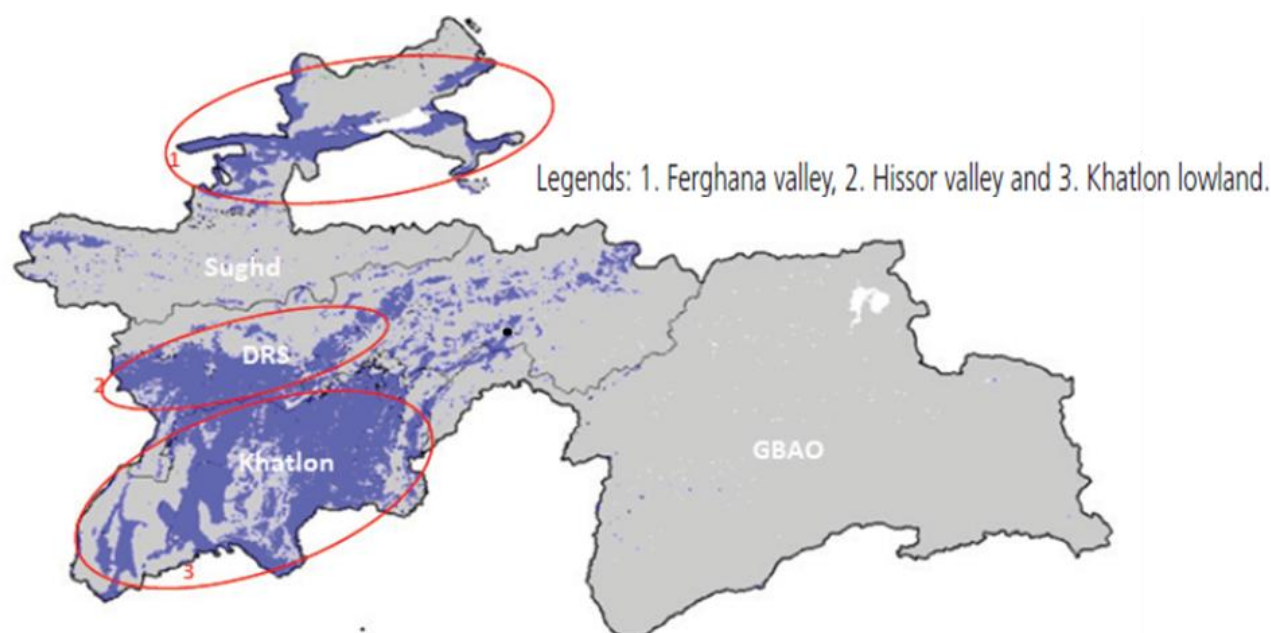 1
Legends: 1. Ferghana valley, 2. Hissor valley and 3. Khatlon lowland.
Sughd
DRS
2
Khatlon
GBAO
3